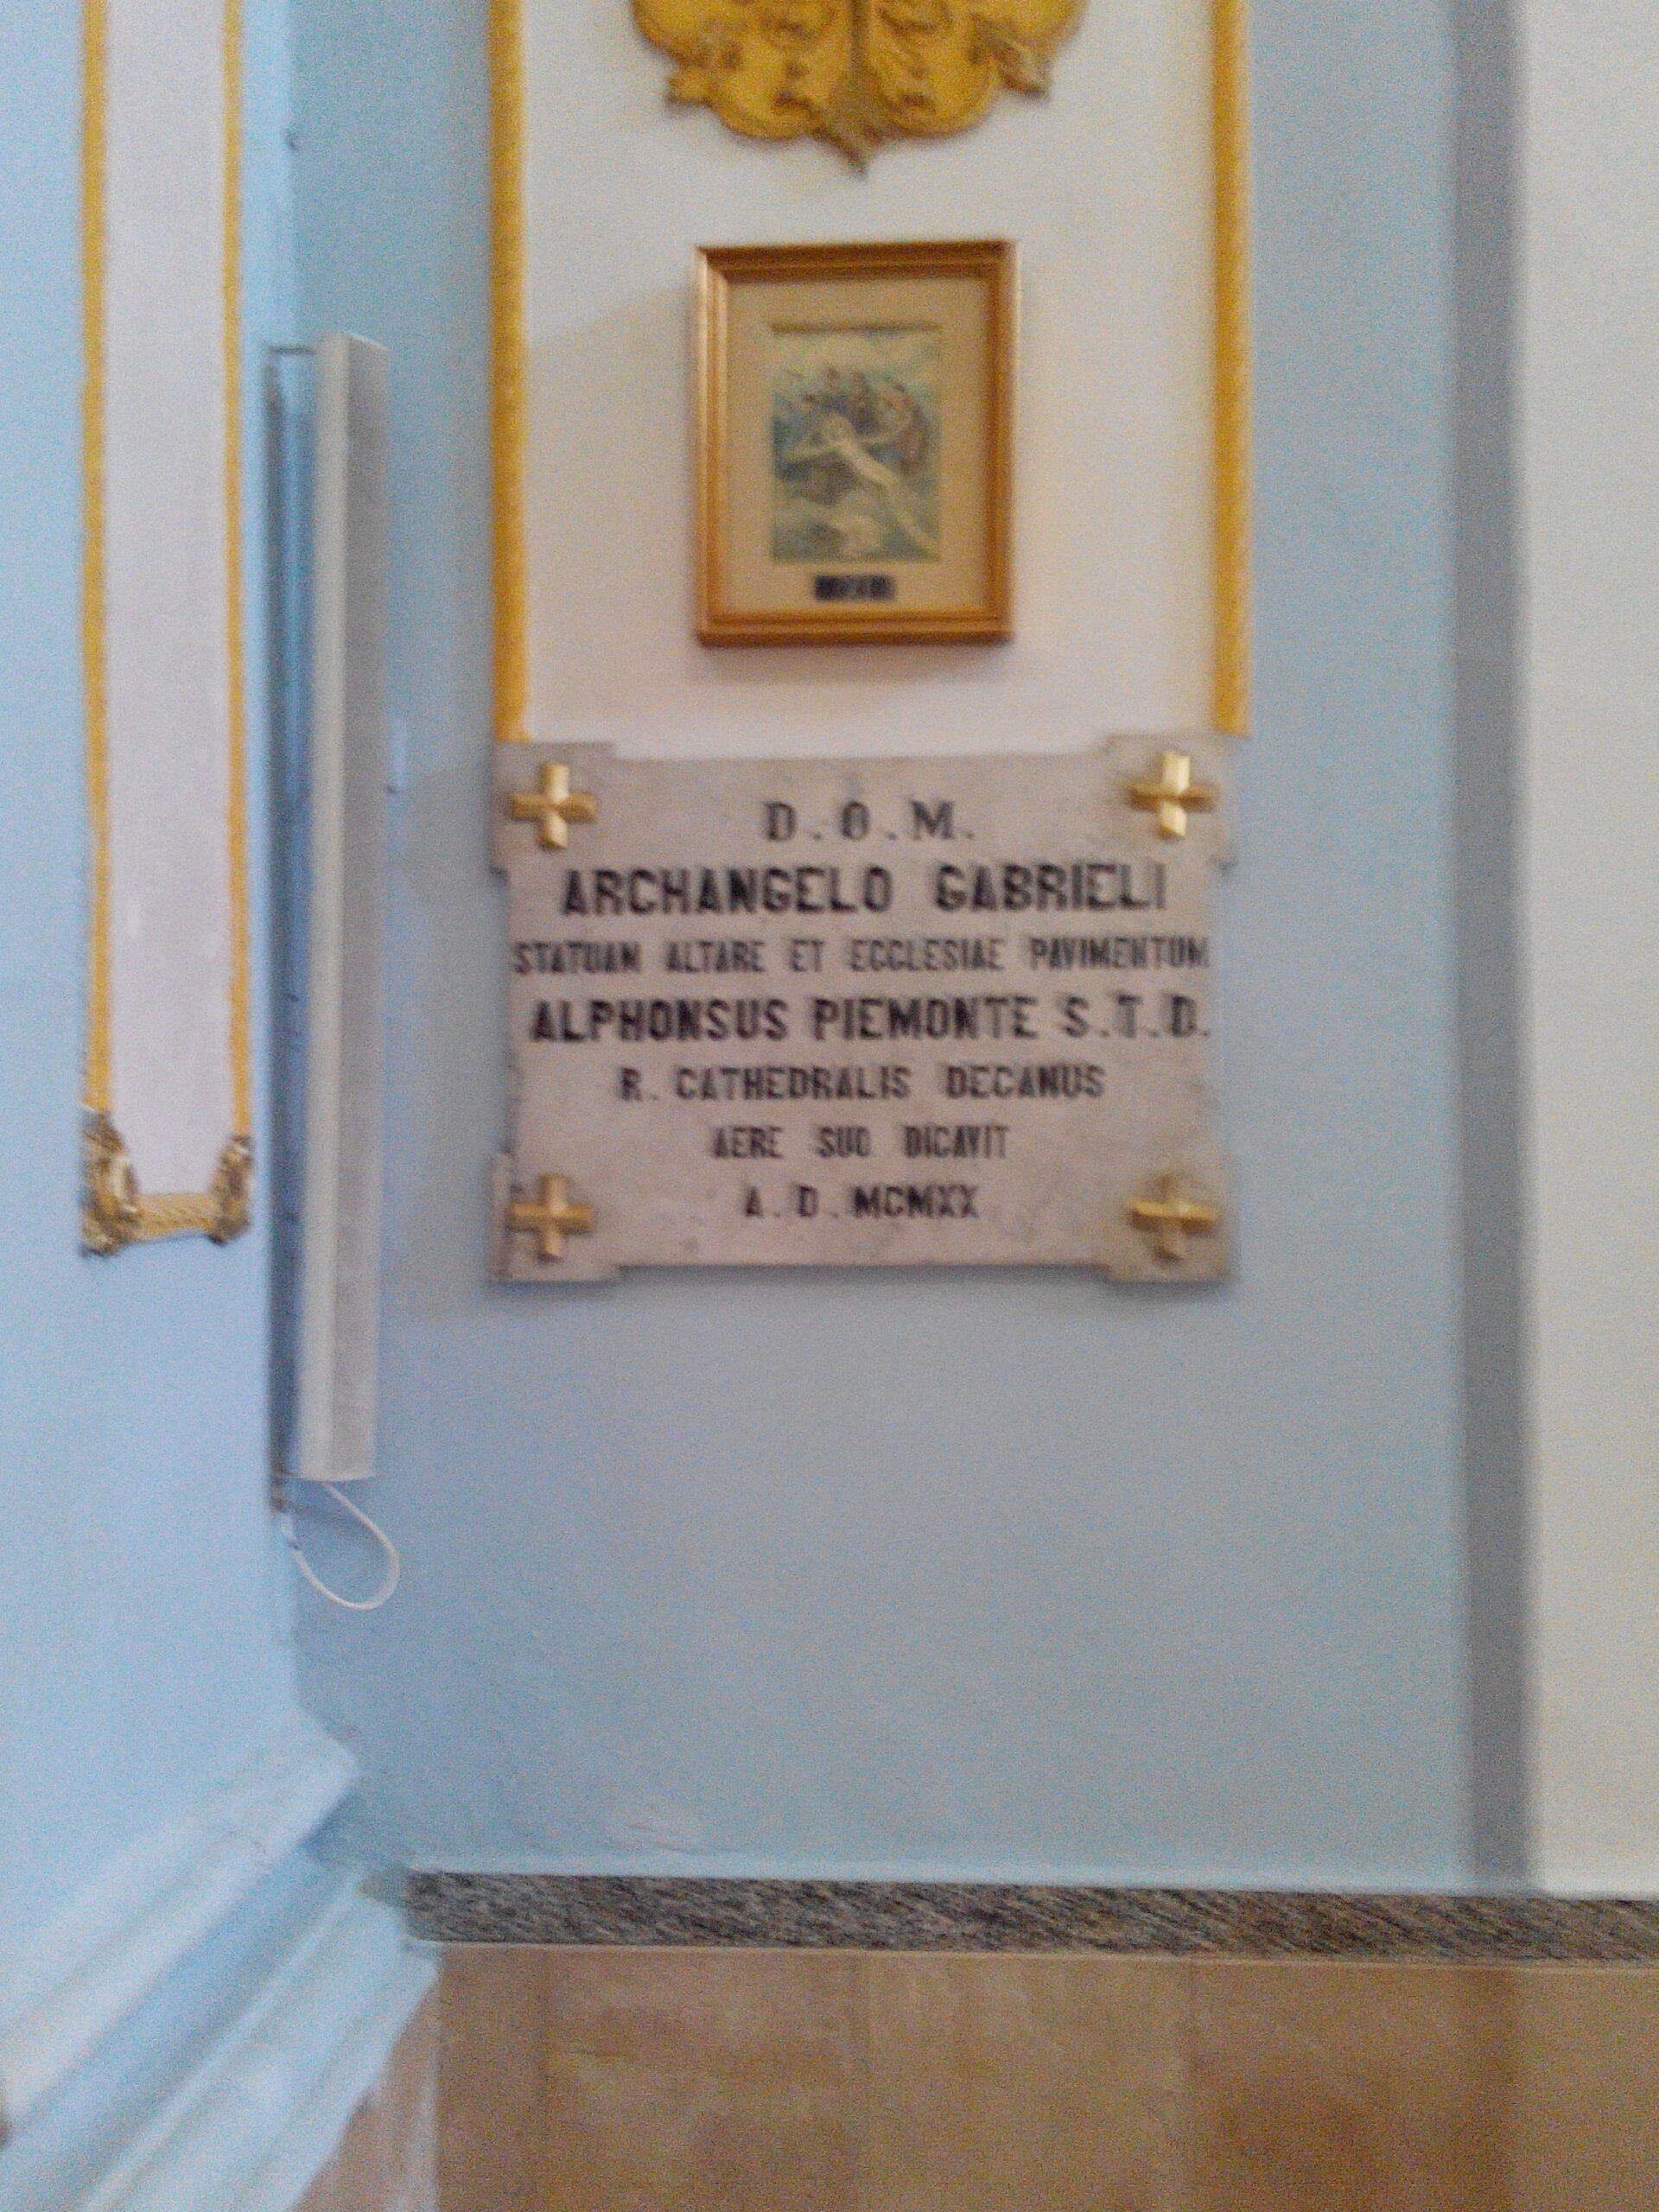 D.O.M.
ARCHANGELO GABRIELI
STATUAM ALTARE ET ECCLESIAE PAVIMENTUM
ALPHONSUS PIEMONTE S.T.D.
R. CATHEDRALIS DECANUS
AERE SUO DICAVIT
A.D. MCMXX